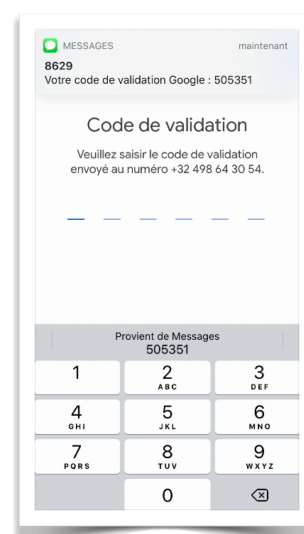 MESSAGES maintenant
8629
Votre code de validation Google : 505351
Code de validation
Veuillez saisir le code de validation
envoyé au numéro +32 498 64 30 54.
Provient de Messages
505351
1 2 3
ABC DEF
4 5 6
GHI JKL MNO
7 8 9
PQRS TUV WXYZ
0